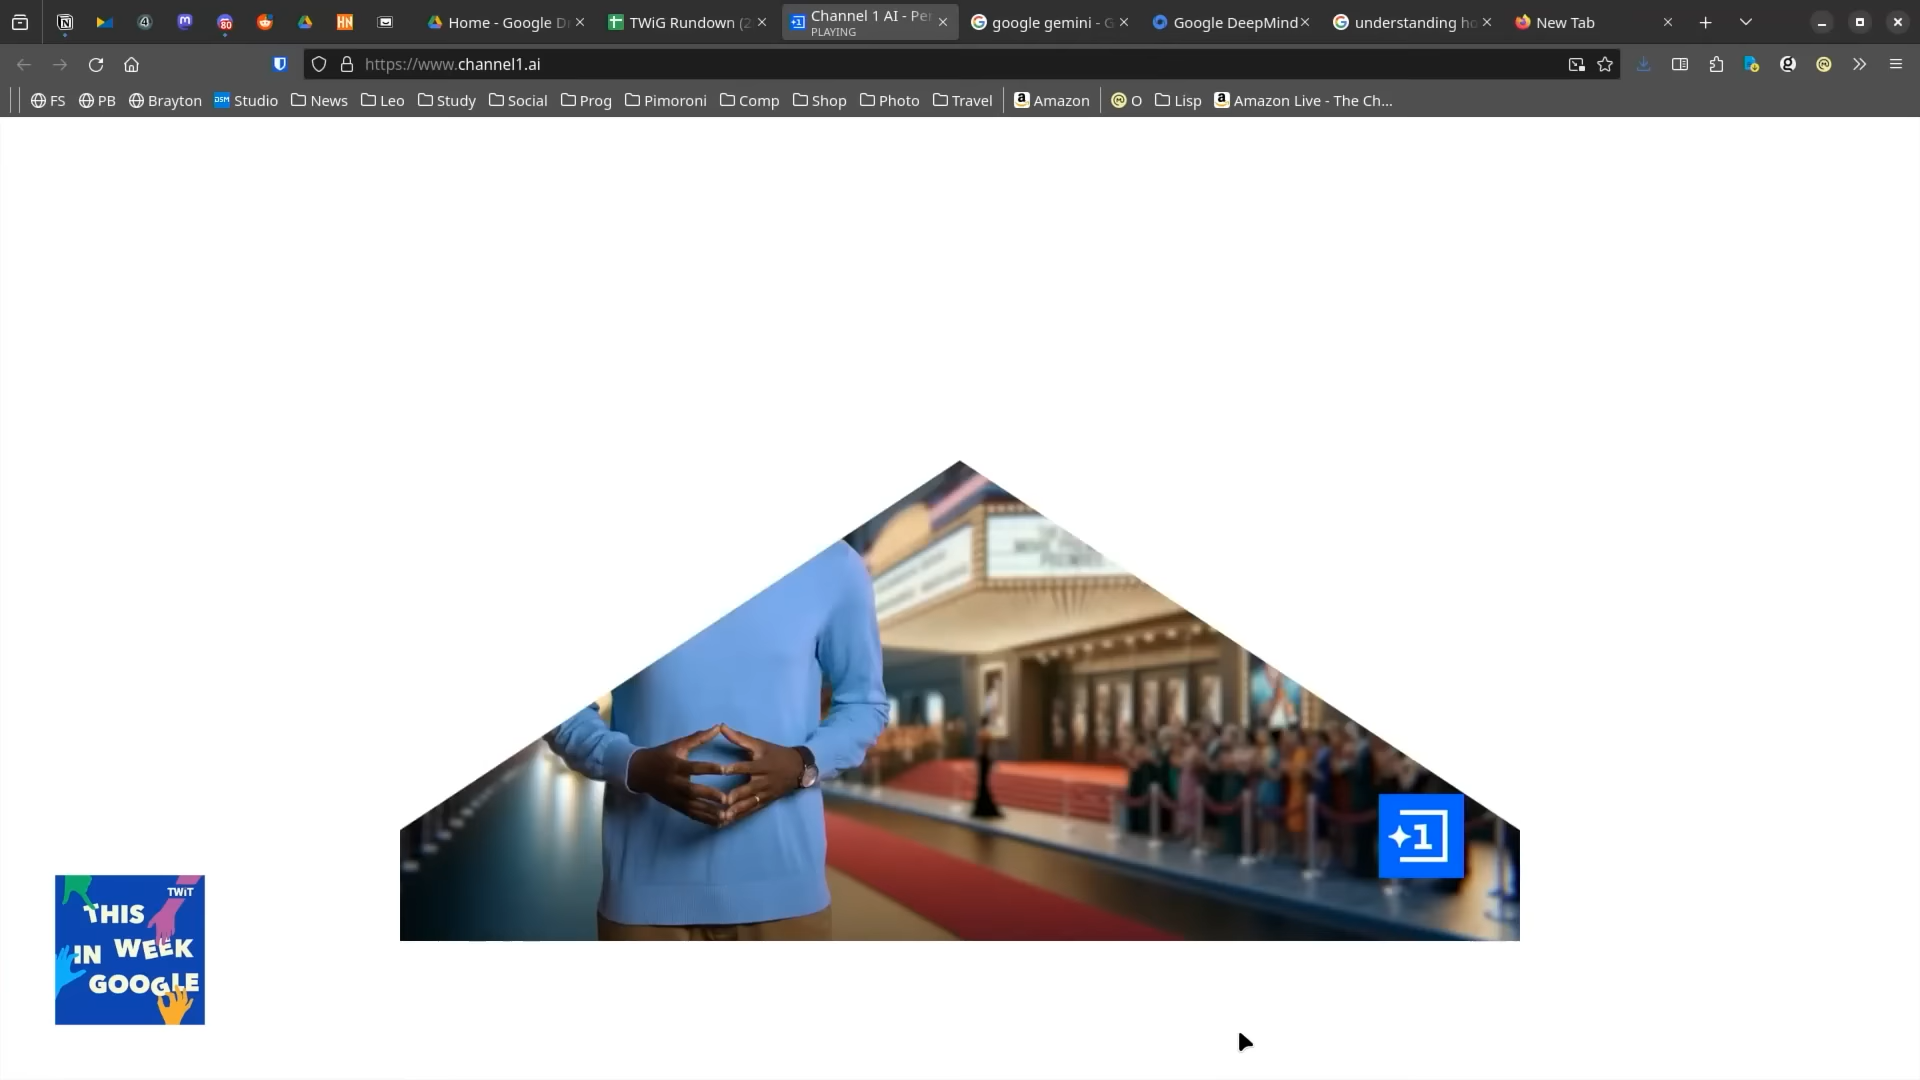 Home - Google D
TWiG Rundown (2
Channel 1 AI - Per
PLAYING
google gemini - G
Google DeepMind
understanding ho
New Tab
https://www.channel1.ai
FS
PB
Brayton
DSM Studio
News
Leo
Study
Social
Prog
Pimoroni
Comp
Shop
Photo
Travel
Amazon
O
Lisp
Amazon Live - The Ch...
1
TWiT
THIS
IN WEEK
GOOGLE